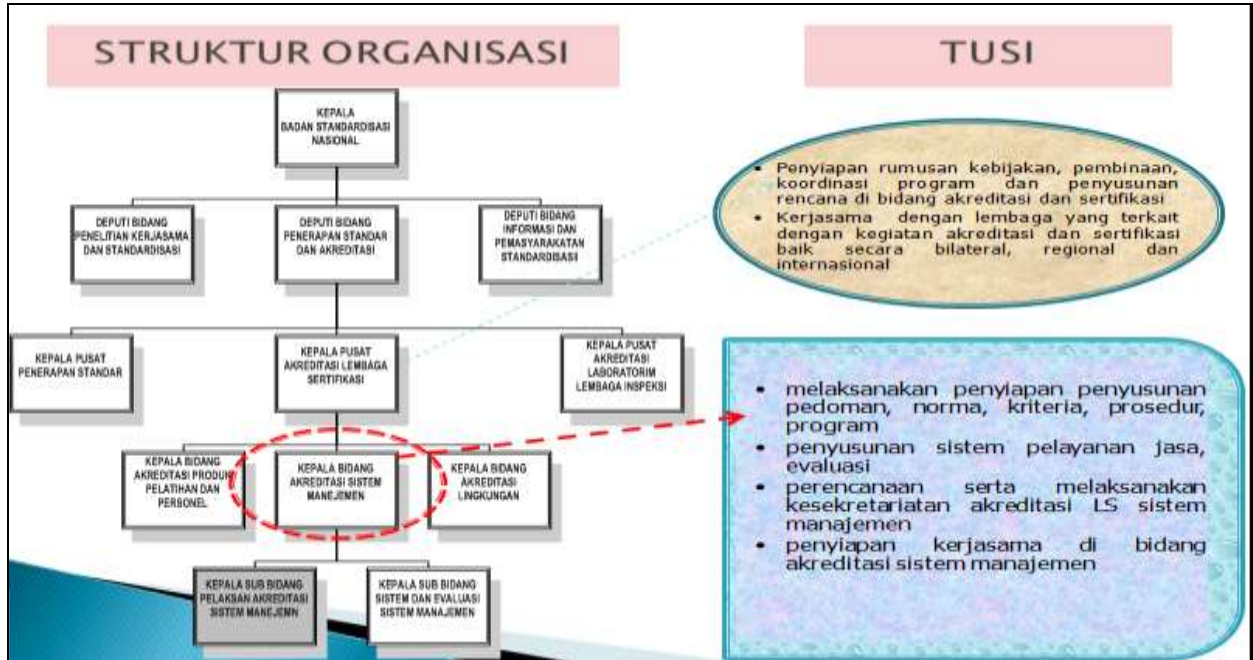 STRUKTUR ORGANISASI
TUSI
KEPALA
BADAN STANDARDISASI
NASIONAL
DEPUTI BIDANG
PENELITIAN KERJASAMA
DAN STANDARDISASI
DEPUTI BIDANG
PENERAPAN STANDAR
DAN AKREDITASI
DEPUTI BIDANG
INFORMASI DAN
PEMASYARAKATAN
STANDARDISASII
KEPALA PUSAT
PENERAPAN STANDAR
KEPALA PUSAT
AKREDITASI LEMBAGA
SERTIFIKASI
KEPALA PUSAT
AKREDITASI
LABORATORIM
LEMBAGA INSPEKSI
KEPALA BIDANG
AKREDITASI PRODUK
PELATIHAN DAN
PERSONEL
KEPALA BIDANG
AKREDITASI SISTEM
MANEJEMEN
KEPALA BIDANG
AKREDITASI
LINGKUNGAN
KEPALA SUB BIDANG
PELAKSAN AKREDITASI
SISTEM MANEJEMN
KEPALA SUB BIDANG
SISTEM DAN EVALUASI
SISTEM MANAJEMEN
• Penyiapan rumusan kebijakan, pembinaan,
koordinasi program dan penyusunan
rencana di bidang akreditasi dan sertifikasi
• Kerjasama dengan lembaga yang terkait
dengan kegiatan akreditasi dan sertifikasi
baik secara bilateral, regional dan
internasional
• melaksanakan penyiapan penyusunan
pedoman, norma, kriteria, prosedur,
program
• penyusunan sistem pelayanan jasa,
evaluasi
• perencanaan serta melaksanakan
kesekretariatan akreditasi LS sistem
manajemen
• penyiapan kerjasama di bidang
akreditasi sistem manajemen